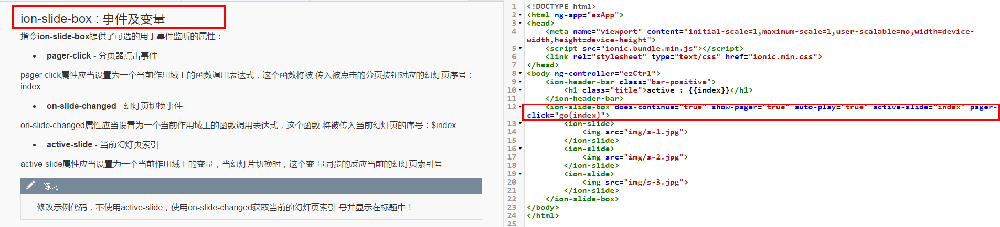 ion-slide-box : 事件及变量
指令ion-slide-box提供了可选的用于事件监听的属性：
• pager-click - 分页器点击事件
pager-click属性应当设置为一个当前作用域上的函数调用表达式，这个函数将被 传入被点击的分页按钮对应的幻灯页序号：
index
• on-slide-changed - 幻灯页切换事件
on-slide-changed属性应当设置为一个当前作用域上的函数调用表达式，这个函数 将被传入当前幻灯页的序号：$index
• active-slide - 当前幻灯页索引
active-slide属性应当设置为一个当前作用域上的变量，当幻灯片切换时，这个变 量同步的反应当前的幻灯页索引号
练习
修改示例代码，不使用active-slide，使用on-slide-changed获取当前的幻灯页索引 号并显示在标题中！
1 <!DOCTYPE html>
2 <html ng-app="ezApp">
3 <head>
4 <meta name="viewport" content="initial-scale=1,maximum-scale=1,user-scalable=no,width=device-
width,height=device-height">
5 <script src="ionic.bundle.min.js"></script>
6 <link rel="stylesheet" type="text/css" href="ionic.min.css">
7 </head>
8 <body ng-controller="ezCtrl">
9 <ion-header-bar class="bar-positive">
10 <h1 class="title">active : {{index}}</h1>
11 </ion-header-bar>
12 <ion-slide-box does-continue="true" show-pager="true" auto-play="true" active-slide="index" pager-
click="go(index)">
13 <ion-slide>
14 <img src="img/s-1.jpg">
15 </ion-slide>
16 <ion-slide>
17 <img src="img/s-2.jpg">
18 </ion-slide>
19 <ion-slide>
20 <img src="img/s-3.jpg">
21 </ion-slide>
22 </ion-slide-box>
23 </body>
24 </html>
25